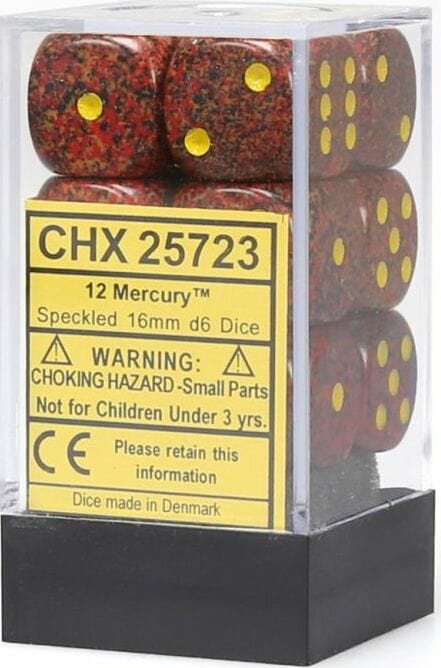 CHX 25723
12 Mercury™
Speckled 16mm d6 Dice
WARNING:
CHOKING HAZARD-Small Parts
Not for Children Under 3 yrs.
CE Please retain this
information
Dice made in Denmark